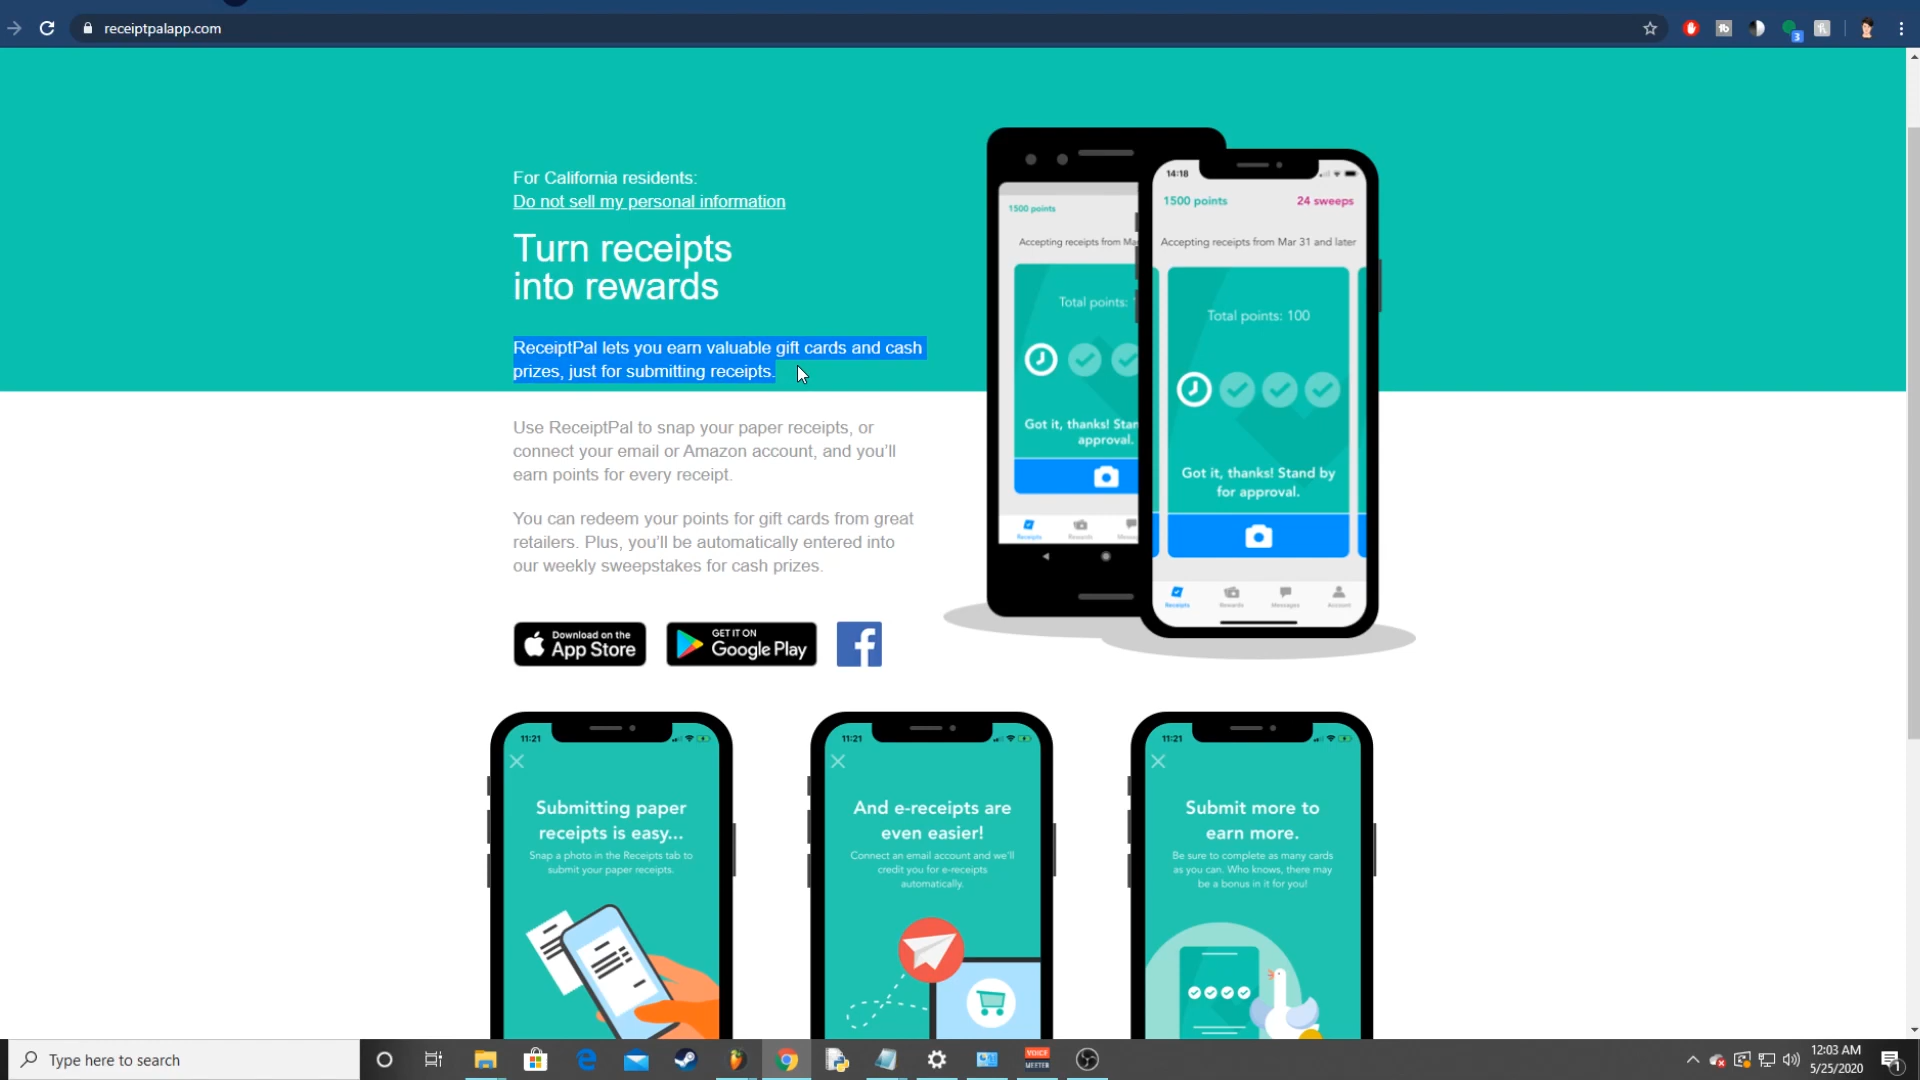 receiptpalapp.com
3
For California residents:
Do not sell my personal information
Turn receipts
into rewards
ReceiptPal lets you earn valuable gift cards and cash
prizes, just for submitting receipts.
Use ReceiptPal to snap your paper receipts, or
connect your email or Amazon account, and you'll
earn points for every receipt.
You can redeem your points for gift cards from great
retailers. Plus, you'll be automatically entered into
our weekly sweepstakes for cash prizes.
Download on the
App Store
GET IT ON
Google Play
1500 points
Accepting receipts from Ma
Total points:
Got it, thanks! Stan
approval.
Receipts
Rewards
14:18
1500 points
24 sweeps
Accepting receipts from Mar 31 and later
Total points: 100
Got it, thanks! Stand by
for approval.
Receipts
Rewards
Messages
Account
11:21
Submitting paper
receipts is easy...
Snap a photo in the Receipts tab to
submit your paper receipts.
11:21
And e-receipts are
even easier!
Connect an email account and we'll
credit you for e-receipts
automatically.
11:21
Submit more to
earn more.
Be sure to complete as many cards
as you can. Who knows, there may
be a bonus in it for you!
Type here to search
VOICE
MEETER
12:03 AM
5/25/2020
1